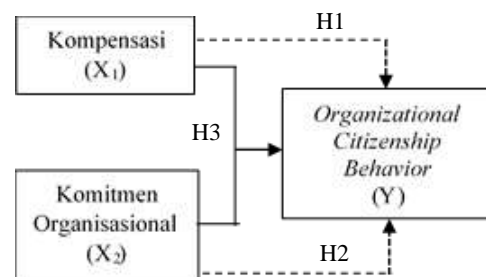 H1
Kompensasi
(X₁)
H3
Organizational
Citizenship
Behavior
(Y)
Komitmen
Organisasional
(X₂)
H2